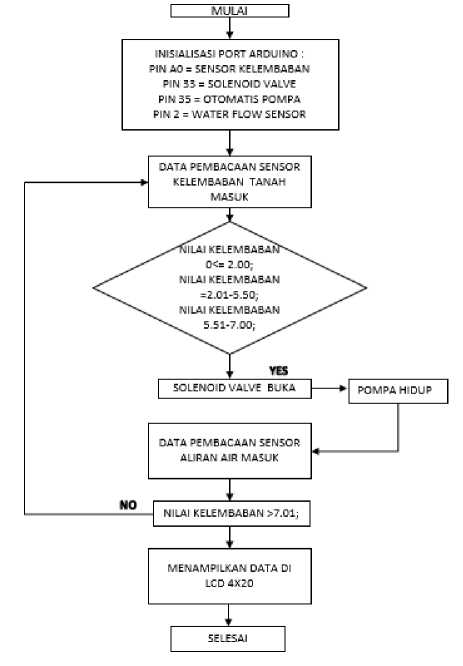 MULAI
INISIALISASI PORT ARDUINO :
PIN A0 = SENSOR KELEMBABAN
PIN 33 = SOLENOID VALVE
PIN 35 = OTOMATIS POMPA
PIN 2 = WATER FLOW SENSOR
DATA PEMBACAAN SENSOR
KELEMBABAN TANAH
MASUK
NILAI KELEMBABAN
0<= 2.00;
NILAI KELEMBABAN
=2.01-5.50;
NILAI KELEMBABAN
5.51-7.00;
YES
SOLENOID VALVE BUKA
POMPA HIDUP
DATA PEMBACAAN SENSOR
ALIRAN AIR MASUK
NO
NILAI KELEMBABAN >7.01;
MENAMPILKAN DATA DI
LCD 4X20
SELESAI